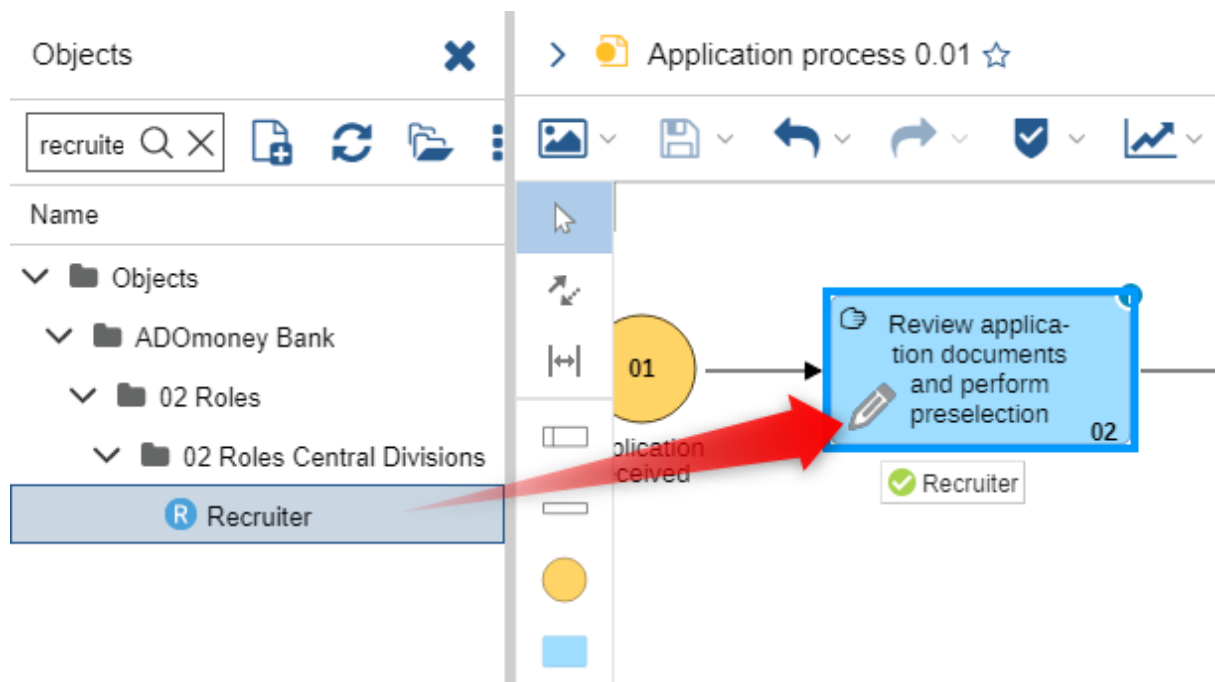 Objects
Application process 0.01
recruite
Name
Objects
ADOmoney Bank
02 Roles
02 Roles Central Divisions
R Recruiter
01
plication
ceived
Review applica-
tion documents
and perform
preselection
02
Recruiter